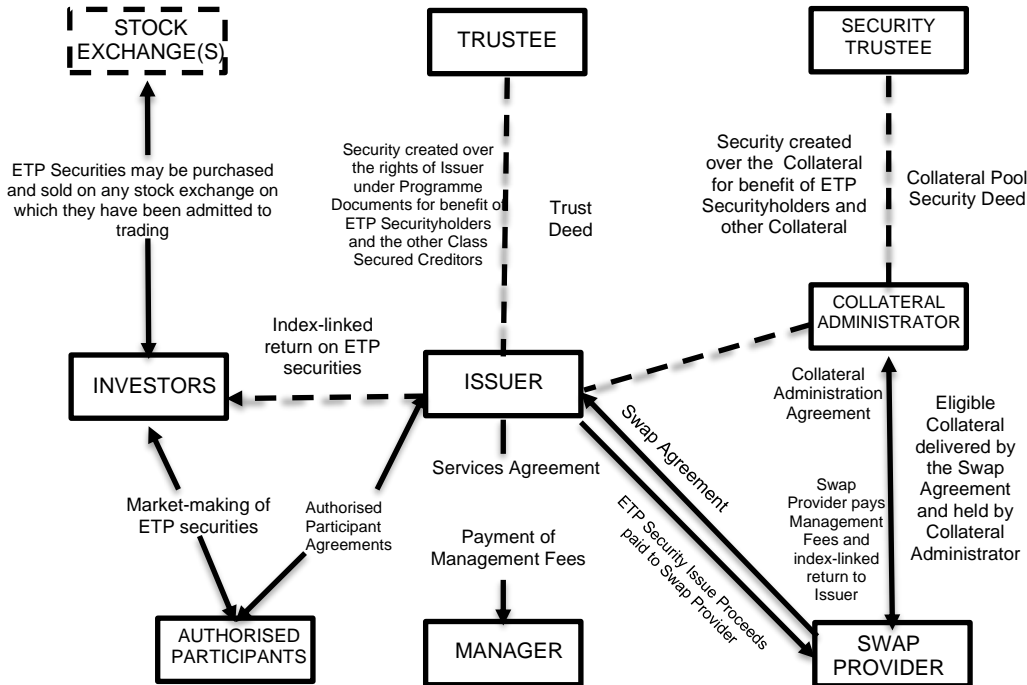 STOCK
EXCHANGE(S)
TRUSTEE
SECURITY
TRUSTEE
ETP Securities may be purchased
and sold on any stock exchange on
which they have been admitted to
trading
Security created over
the rights of Issuer
under Programme
Documents for benefit of
ETP Securityholders
and the other Class
Secured Creditors
Trust
Deed
Security created
over the Collateral
for benefit of ETP
Securityholders and
other Collateral
Collateral Pool
Security Deed
COLLATERAL
ADMINISTRATOR
Index-linked
return on ETP
securities
INVESTORS
ISSUER
Collateral
Administration
Agreement
Eligible
Collateral
delivered by
the Swap
Agreement
and held by
Collateral
Administrator
Swap Agreement
Services Agreement
Market-making of
ETP securities
Authorised
Participant
Agreements
ETP Security Issue Proceeds
paid to Swap Provider
Swap
Provider pays
Management
Fees and
index-linked
return to
Issuer
Payment of
Management Fees
AUTHORISED
PARTICIPANTS
MANAGER
SWAP
PROVIDER